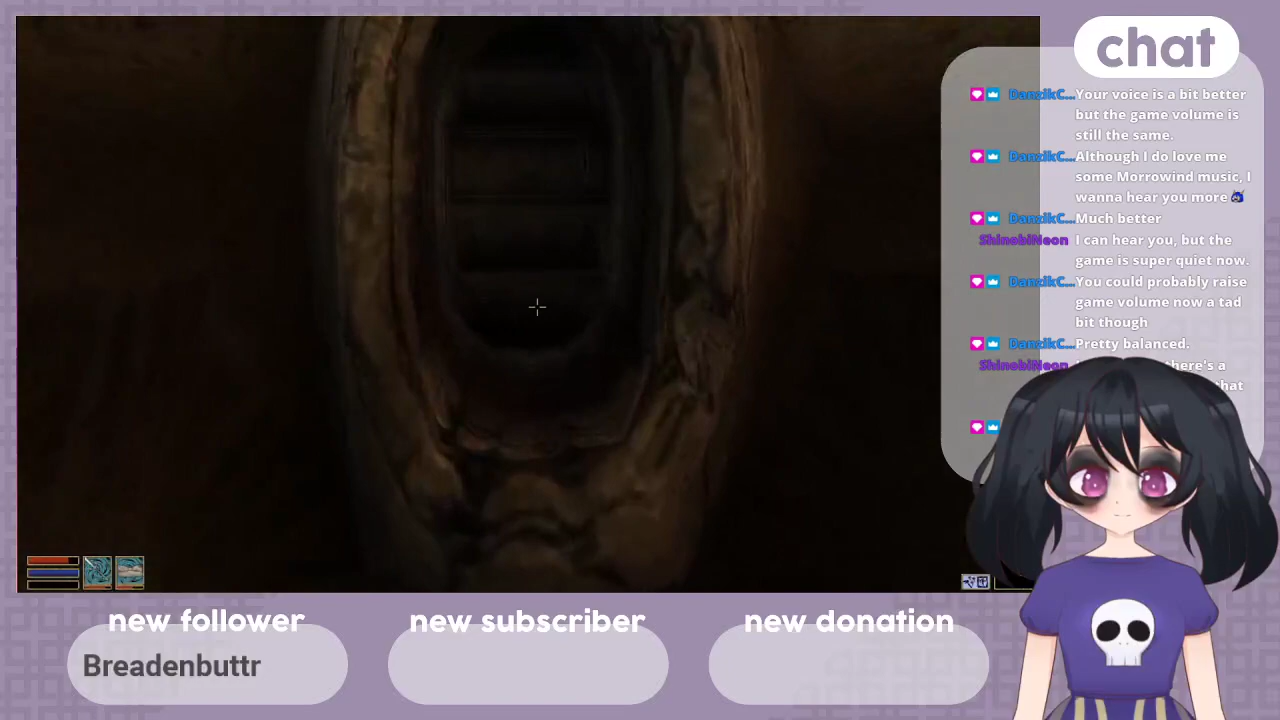 chat
DanzikC... Your voice is a bit better
but the game volume is
still the same.
DanzikC... Although I do love me
some Morrowind music, I
wanna hear you more
DanzikC... Much better
ShinobiNeon I can hear you, but the
game is super quiet now.
DanzikC... You could probably raise
game volume now a tad
bit though
DanzikC... Pretty balanced.
ShinobiNeon there's a
that
new follower
new subscriber
new donation
Breadenbuttr